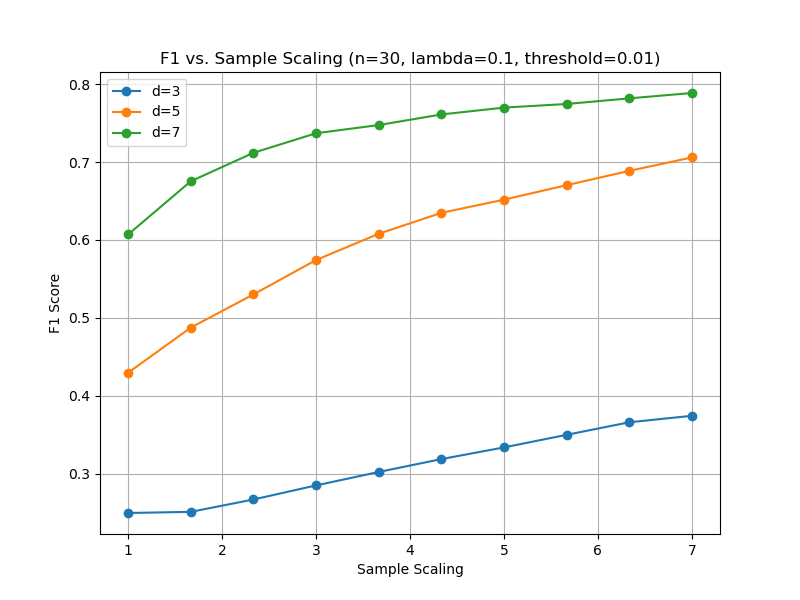 F1 vs. Sample Scaling (n=30, lambda=0.1, threshold=0.01)
d=3
d=5
d=7
0.8
0.7
0.6
0.5
0.4
0.3
F1 Score
1 2 3 4 5 6 7
Sample Scaling